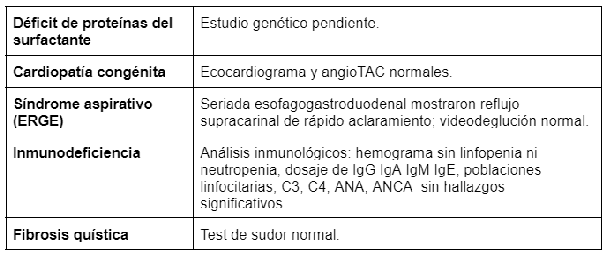 Déficit de proteínas del surfactante
Estudio genético pendiente.
Cardiopatía congénita
Ecocardiograma y angioTAC normales.
Síndrome aspirativo (ERGE)
Seriada esofagogastroduodenal mostraron reflujo
supracarinal de rápido aclaramiento; videodeglución normal.
Inmunodeficiencia
Análisis inmunológicos: hemograma sin linfopenia ni
neutropenia, dosaje de IgG IgA IgM IgE, poblaciones
linfocitarias, C3, C4, ANA, ANCA sin hallazgos
significativos
Fibrosis quística
Test de sudor normal.